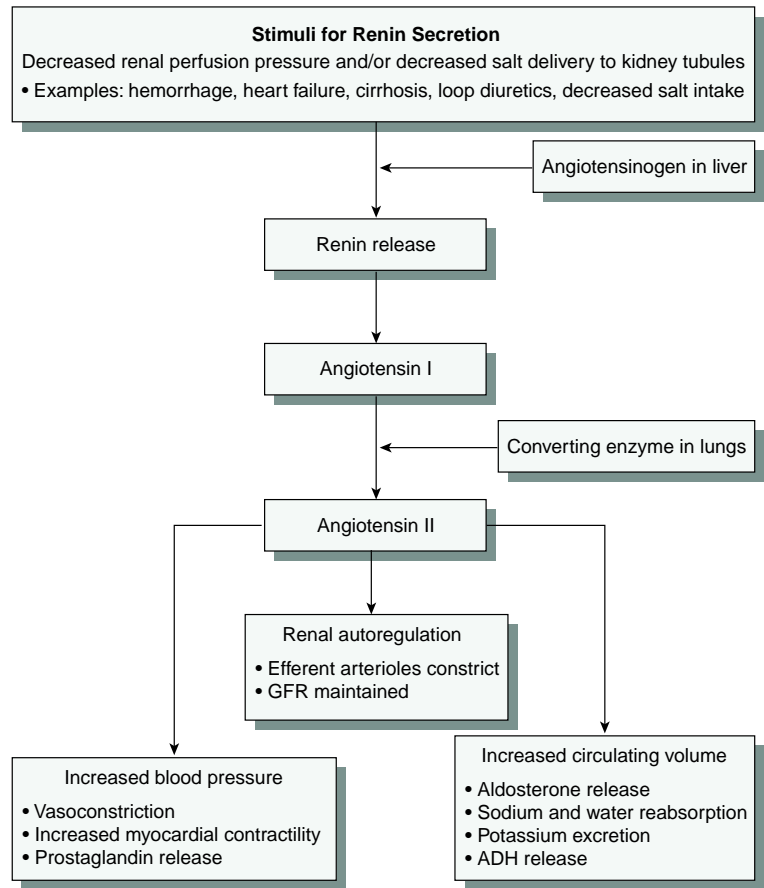 Stimuli for Renin Secretion
Decreased renal perfusion pressure and/or decreased salt delivery to kidney tubules
• Examples: hemorrhage, heart failure, cirrhosis, loop diuretics, decreased salt intake
Angiotensinogen in liver
Renin release
Angiotensin I
Converting enzyme in lungs
Angiotensin II
Renal autoregulation
• Efferent arterioles constrict
• GFR maintained
Increased blood pressure
• Vasoconstriction
• Increased myocardial contractility
• Prostaglandin release
Increased circulating volume
• Aldosterone release
• Sodium and water reabsorption
• Potassium excretion
• ADH release